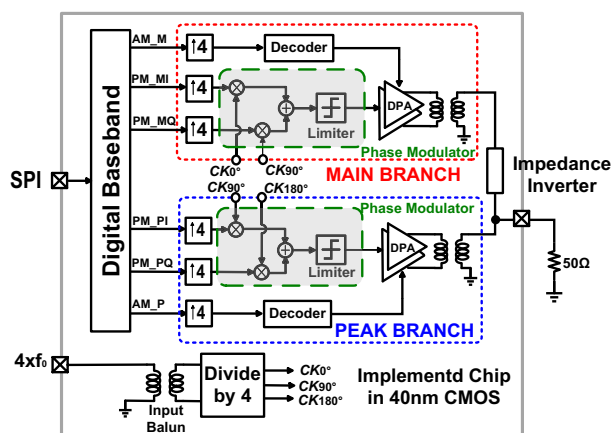 AM_M
↑4
Decoder
PM_MI
↑4
DPA
DPA
Limiter
PM_MQ
↑4
Phase Modulator
CK0°
CK90°
MAIN BRANCH
Impedance
Inverter
SPI
Digital Baseband
CK90°
CK180°
Phase Modulator
PM_PI
↑4
DPA
50Ω
Limiter
PM_PQ
↑4
AM_P
↑4
Decoder
PEAK BRANCH
4xf0
Divide
by 4
CK0°
CK90°
CK180°
Input
Balun
Implementd Chip
in 40nm CMOS